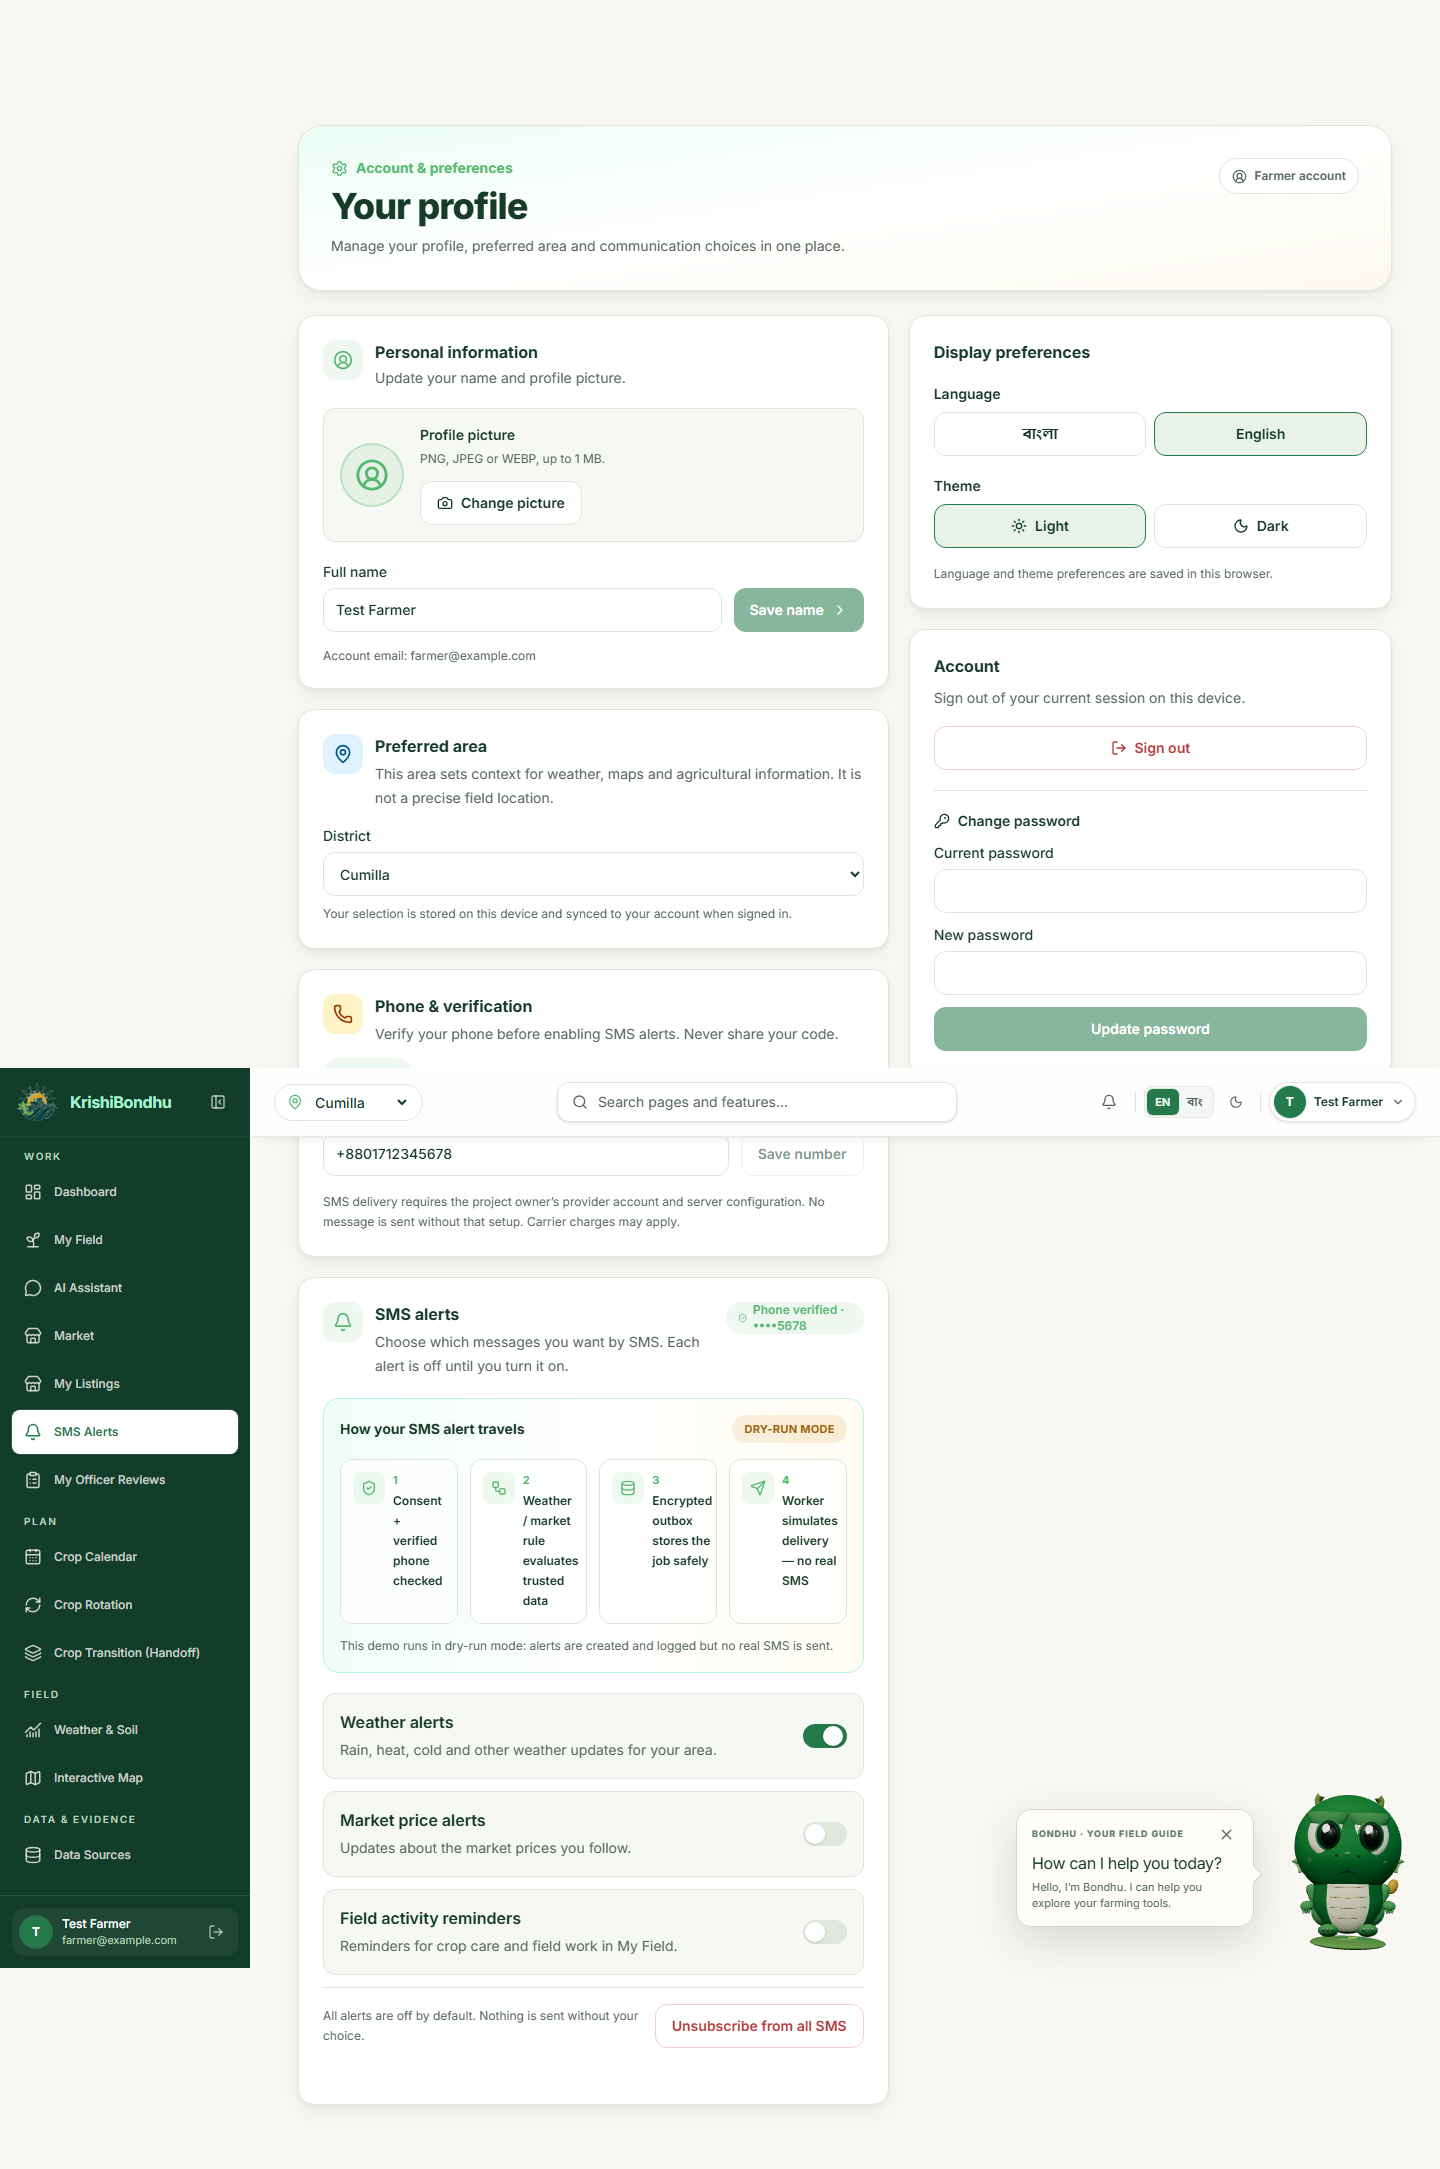 Account & preferences
Your profile
Manage your profile, preferred area and communication choices in one place.
Farmer account
Personal information
Update your name and profile picture.
Profile picture
PNG, JPEG or WEBP, up to 1 MB.
Change picture
Full name
Test Farmer
Save name
Account email: farmer@example.com
Display preferences
Language
বাংলা
English
Theme
Light
Dark
Language and theme preferences are saved in this browser.
Preferred area
This area sets context for weather, maps and agricultural information. It is
not a precise field location.
District
Cumilla
Your selection is stored on this device and synced to your account when signed in.
Account
Sign out of your current session on this device.
Sign out
Change password
Current password
New password
Update password
Phone & verification
Verify your phone before enabling SMS alerts. Never share your code.
KrishiBondhu
Cumilla
Search pages and features...
EN
বাং
T
Test Farmer
+8801712345678
Save number
SMS delivery requires the project owner's provider account and server configuration. No
message is sent without that setup. Carrier charges may apply.
WORK
Dashboard
My Field
AI Assistant
Market
My Listings
SMS Alerts
My Officer Reviews
PLAN
Crop Calendar
Crop Rotation
Crop Transition (Handoff)
FIELD
Weather & Soil
Interactive Map
DATA & EVIDENCE
Data Sources
T
Test Farmer
farmer@example.com
SMS alerts
Choose which messages you want by SMS. Each
alert is off until you turn it on.
Phone verified ·
••••5678
How your SMS alert travels
DRY-RUN MODE
1
Consent
+
verified
phone
checked
2
Weather
/ market
rule
evaluates
trusted
data
3
Encrypted
outbox
stores the
job safely
4
Worker
simulates
delivery
— no real
SMS
This demo runs in dry-run mode: alerts are created and logged but no real SMS is sent.
Weather alerts
Rain, heat, cold and other weather updates for your area.
Market price alerts
Updates about the market prices you follow.
Field activity reminders
Reminders for crop care and field work in My Field.
All alerts are off by default. Nothing is sent without your
choice.
Unsubscribe from all SMS
BONDHU · YOUR FIELD GUIDE
How can I help you today?
Hello, I'm Bondhu. I can help you
explore your farming tools.